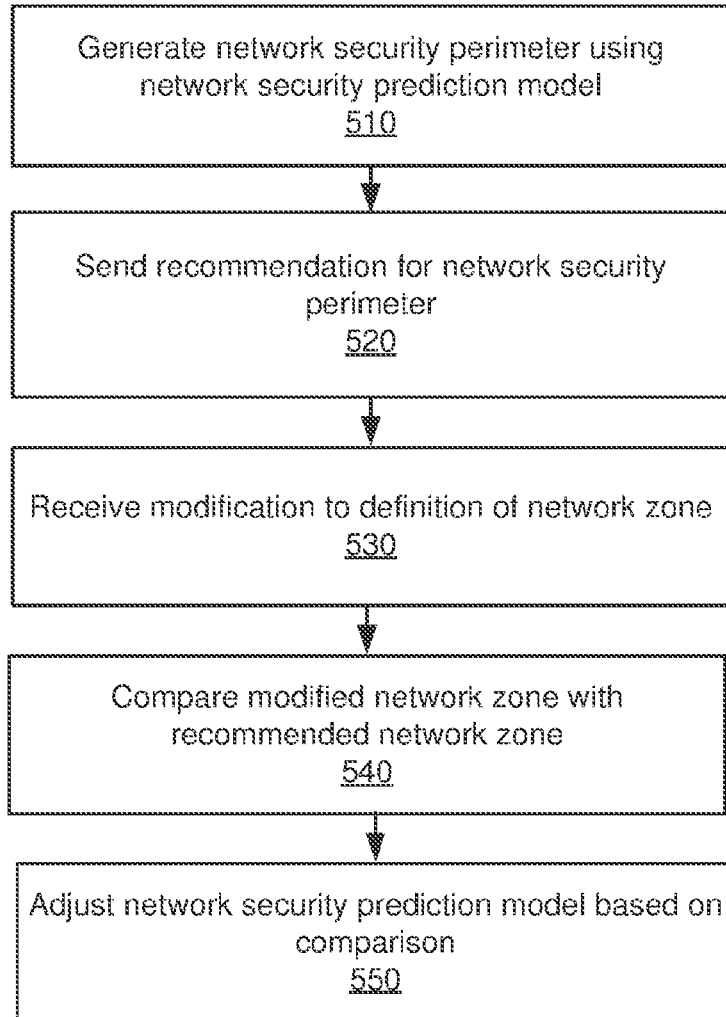 Generate network security perimeter using
network security prediction model
510
Send recommendation for network security
perimeter
520
Receive modification to definition of network zone
530
Compare modified network zone with
recommended network zone
540
Adjust network security prediction model based on
comparison
550